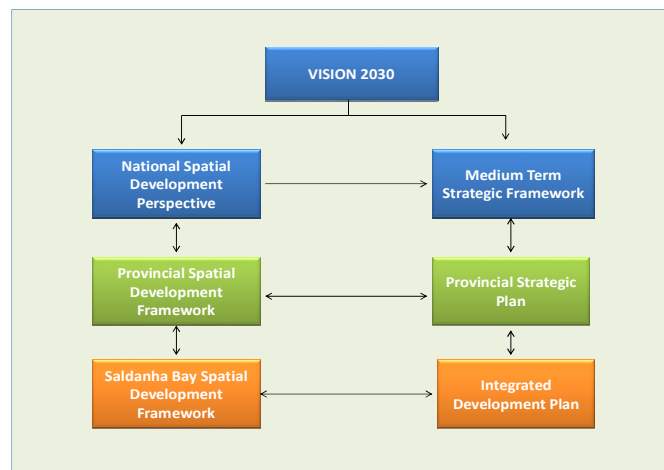 VISION 2030
National Spatial
Development
Perspective
Medium Term
Strategic Framework
Provincial Spatial
Development
Framework
Provincial Strategic
Plan
Saldanha Bay Spatial
Development
Framework
Integrated
Development Plan